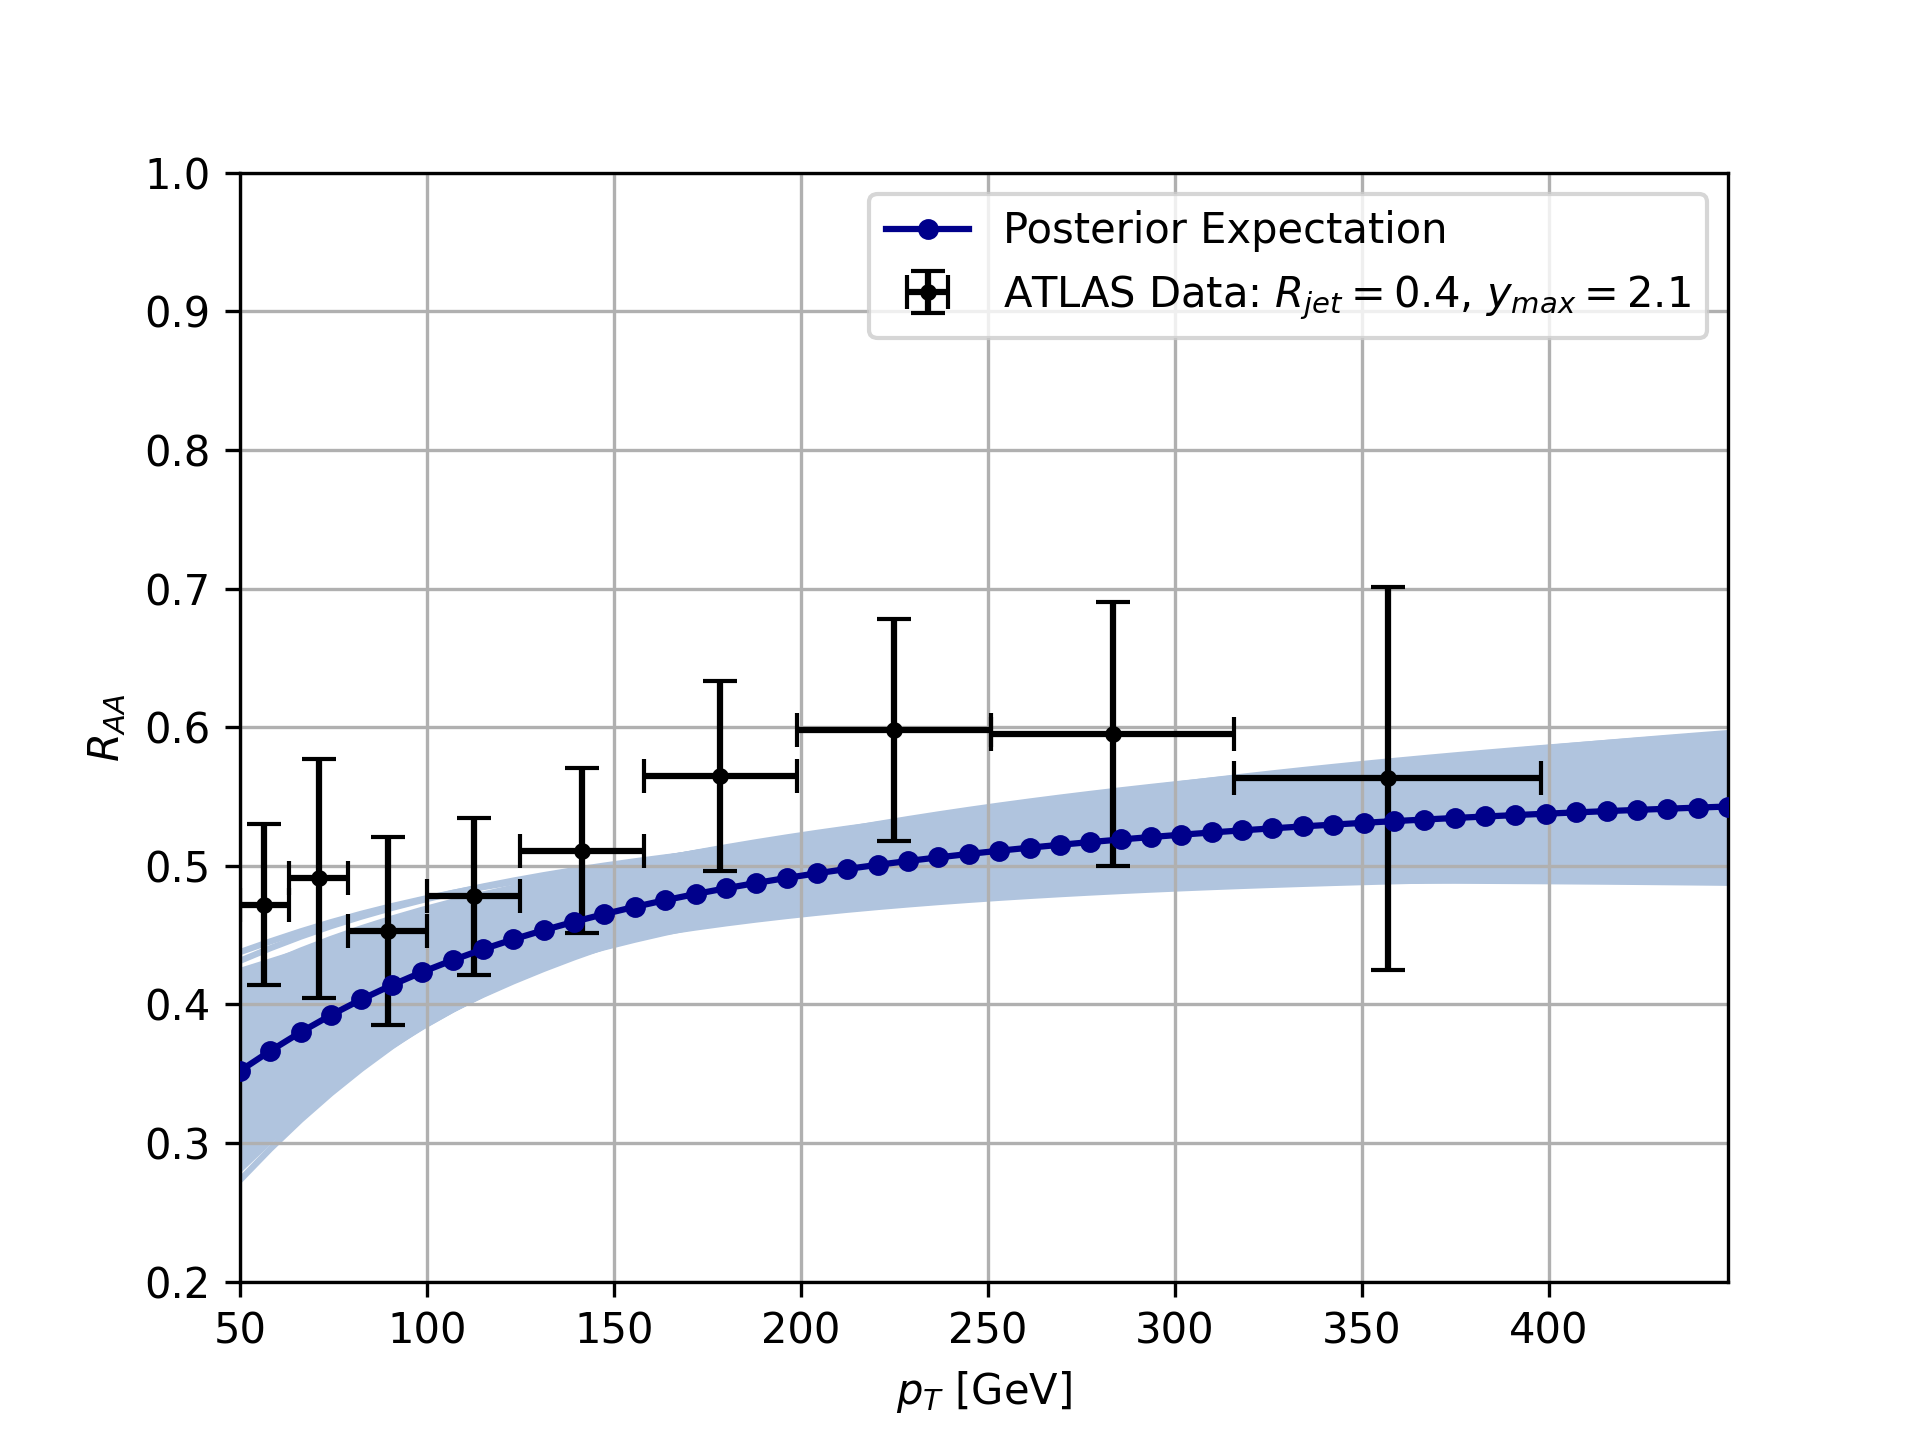 Posterior Expectation
ATLAS Data: R_jet = 0.4, y_max = 2.1
1.0
0.9
0.8
0.7
0.6
0.5
0.4
0.3
0.2
R_AA
50 100 150 200 250 300 350 400
p_T [GeV]